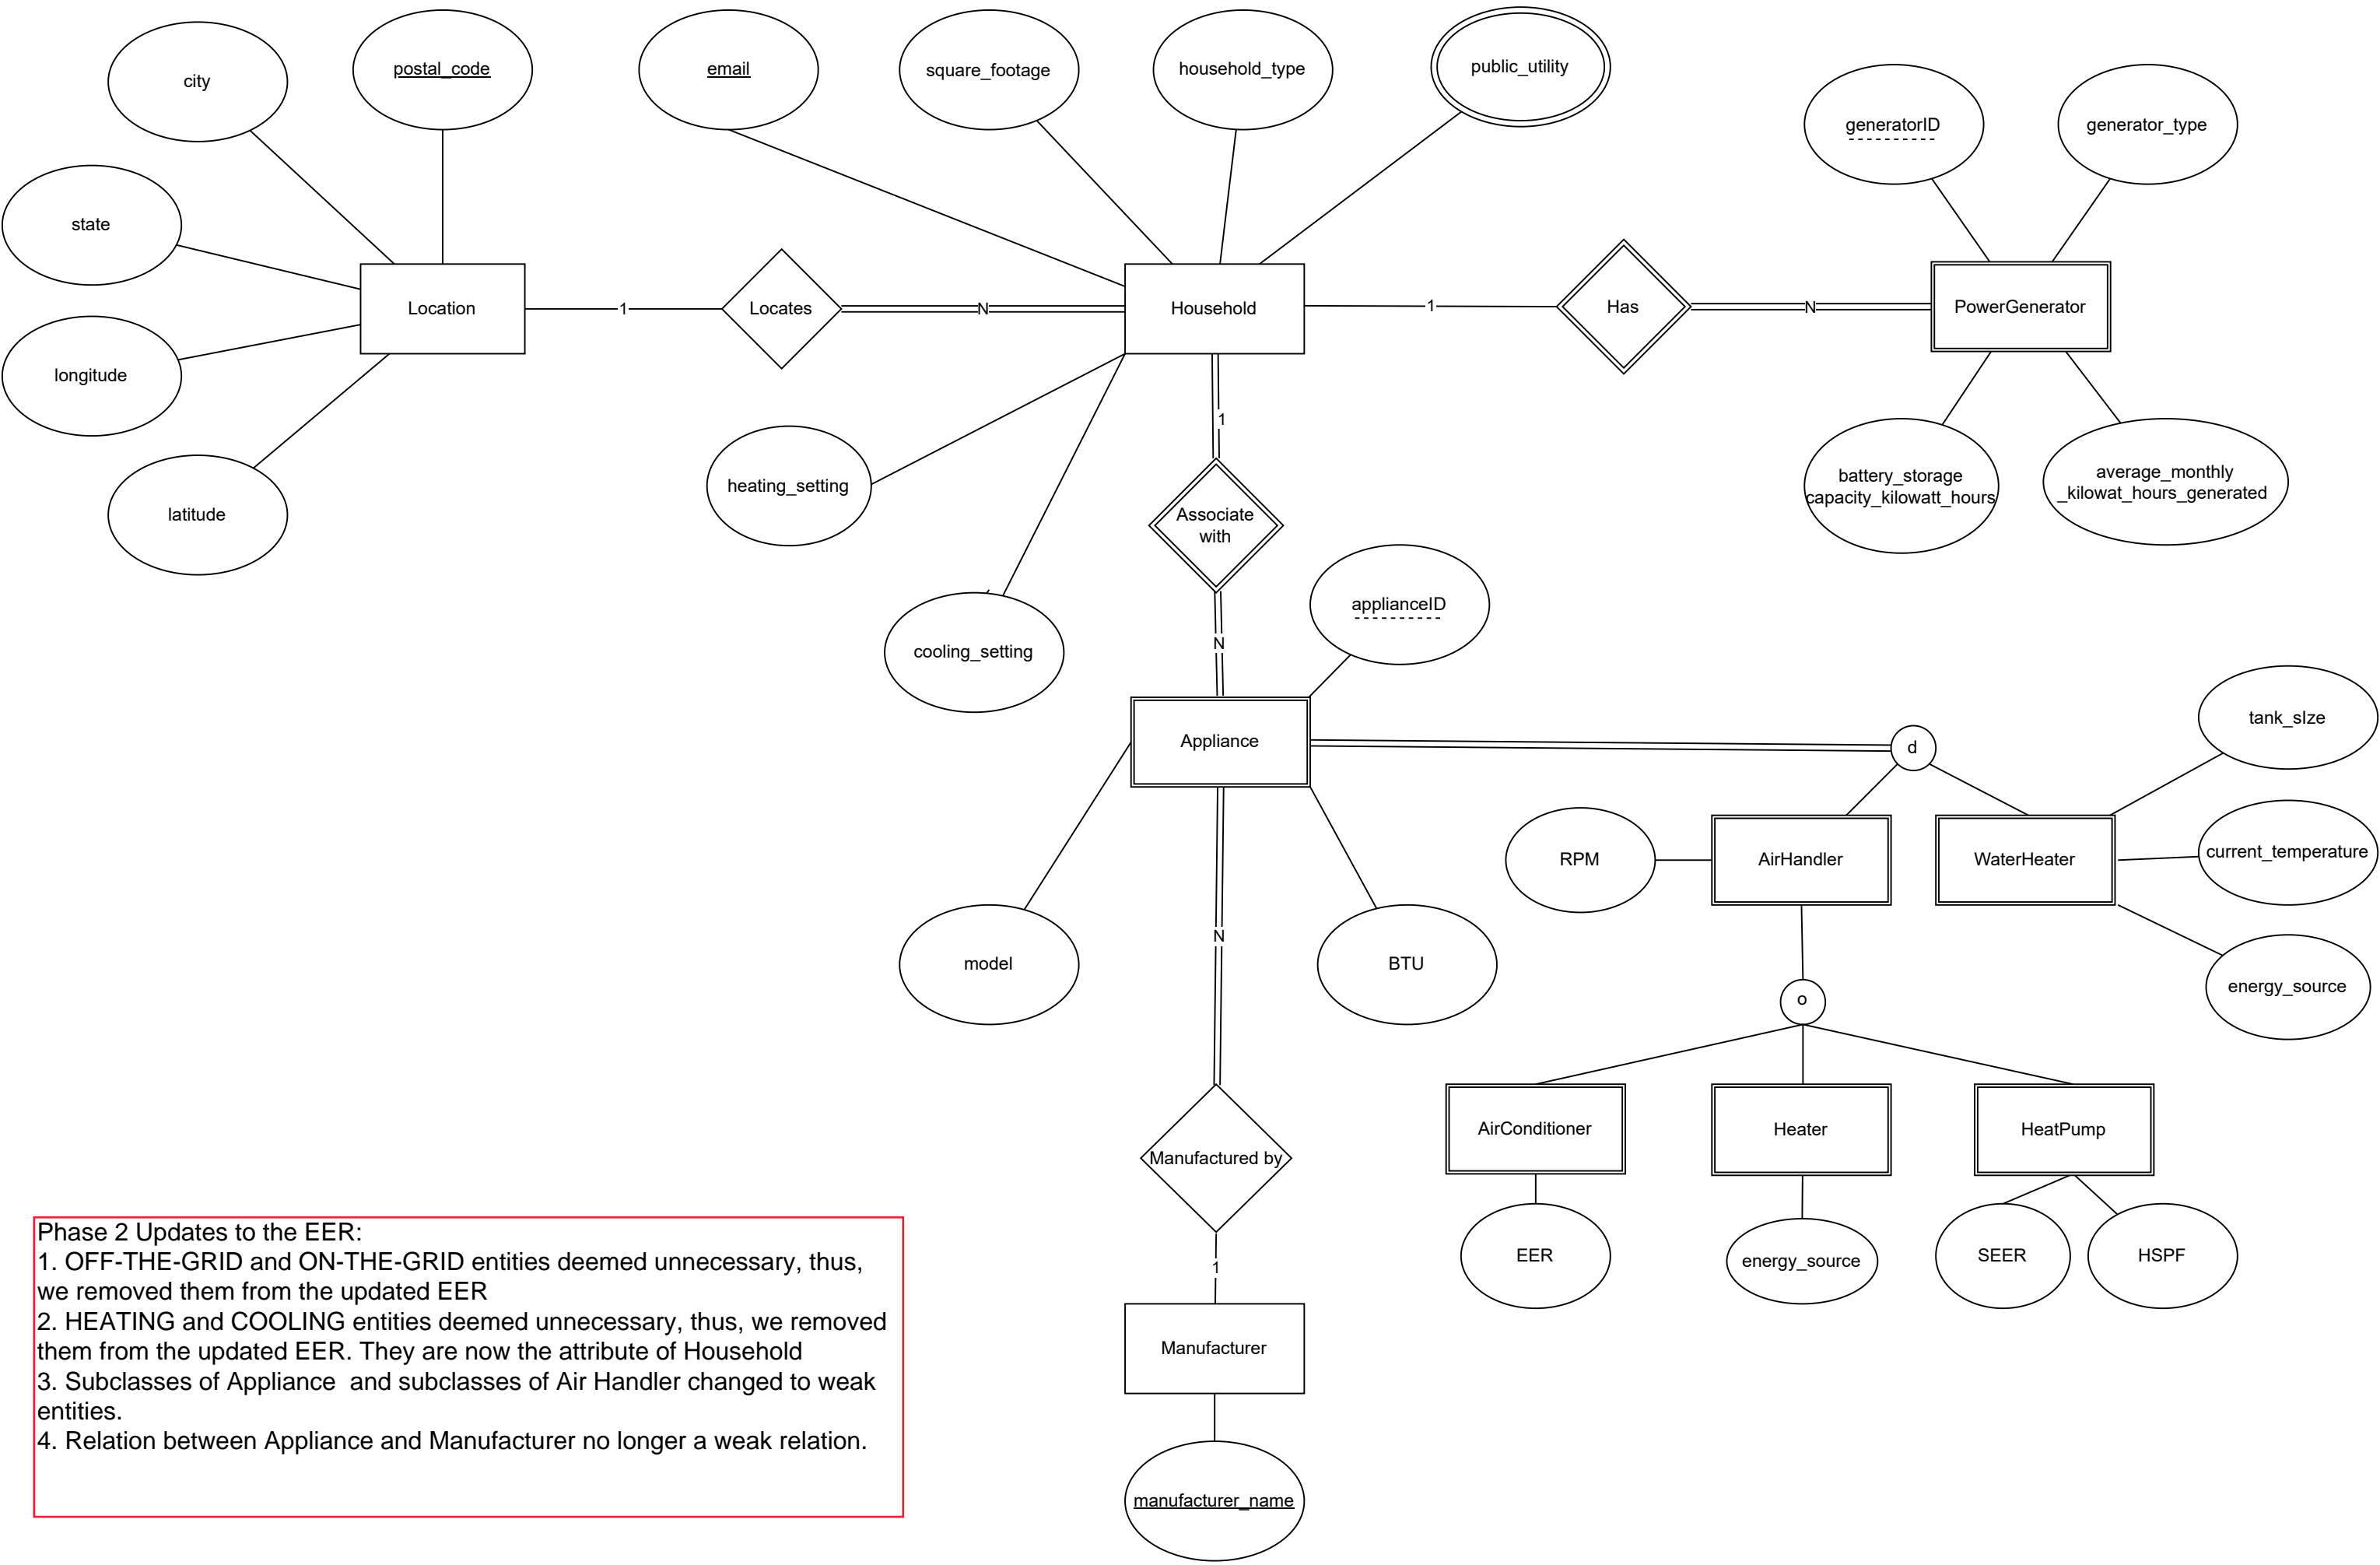 city
postal_code
email
square_footage
household_type
public_utility
generatorID
generator_type
state
Location
1
Locates
N
Household
1
Has
N
PowerGenerator
longitude
latitude
heating_setting
1
battery_storage
capacity_kilowatt_hours
average_monthly
_kilowat_hours_generated
Associate
with
cooling_setting
N
applianceID
Appliance
d
tank_sIze
RPM
AirHandler
WaterHeater
current_temperature
model
N
BTU
energy_source
o
Manufactured by
AirConditioner
Heater
HeatPump
1
EER
energy_source
SEER
HSPF
Manufacturer
manufacturer_name
Phase 2 Updates to the EER:
1. OFF-THE-GRID and ON-THE-GRID entities deemed unnecessary, thus,
we removed them from the updated EER
2. HEATING and COOLING entities deemed unnecessary, thus, we removed
them from the updated EER. They are now the attribute of Household
3. Subclasses of Appliance  and subclasses of Air Handler changed to weak
entities.
4. Relation between Appliance and Manufacturer no longer a weak relation.